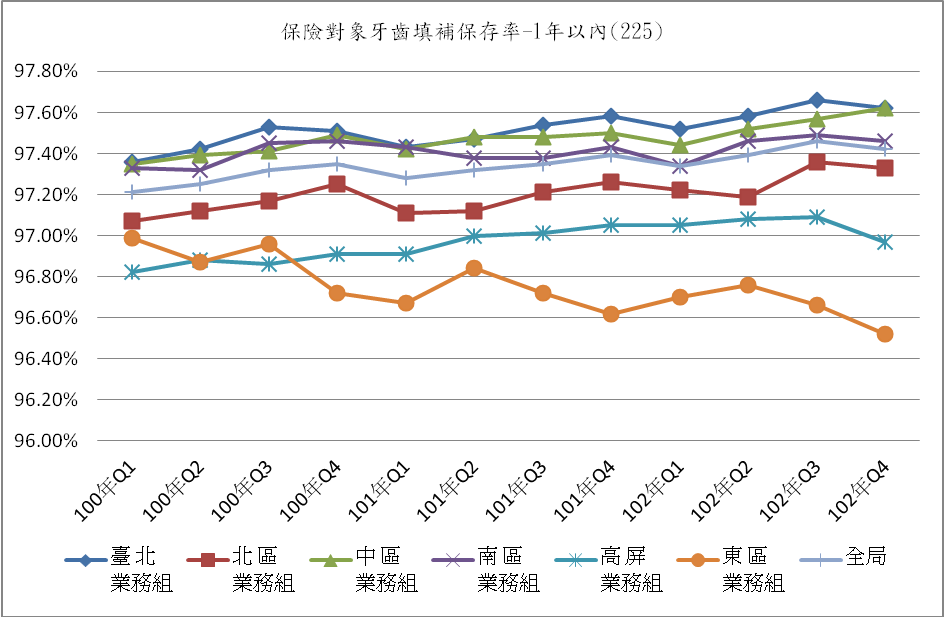 保險對象牙齒填補保存率-1年以內(225)
97.80%
97.60%
97.40%
97.20%
97.00%
96.80%
96.60%
96.40%
96.20%
96.00%
100年Q1
100年Q2
100年Q3
100年Q4
101年Q1
101年Q2
101年Q3
101年Q4
102年Q1
102年Q2
102年Q3
102年Q4
臺北
業務組
北區
業務組
中區
業務組
南區
業務組
高屏
業務組
東區
業務組
全局